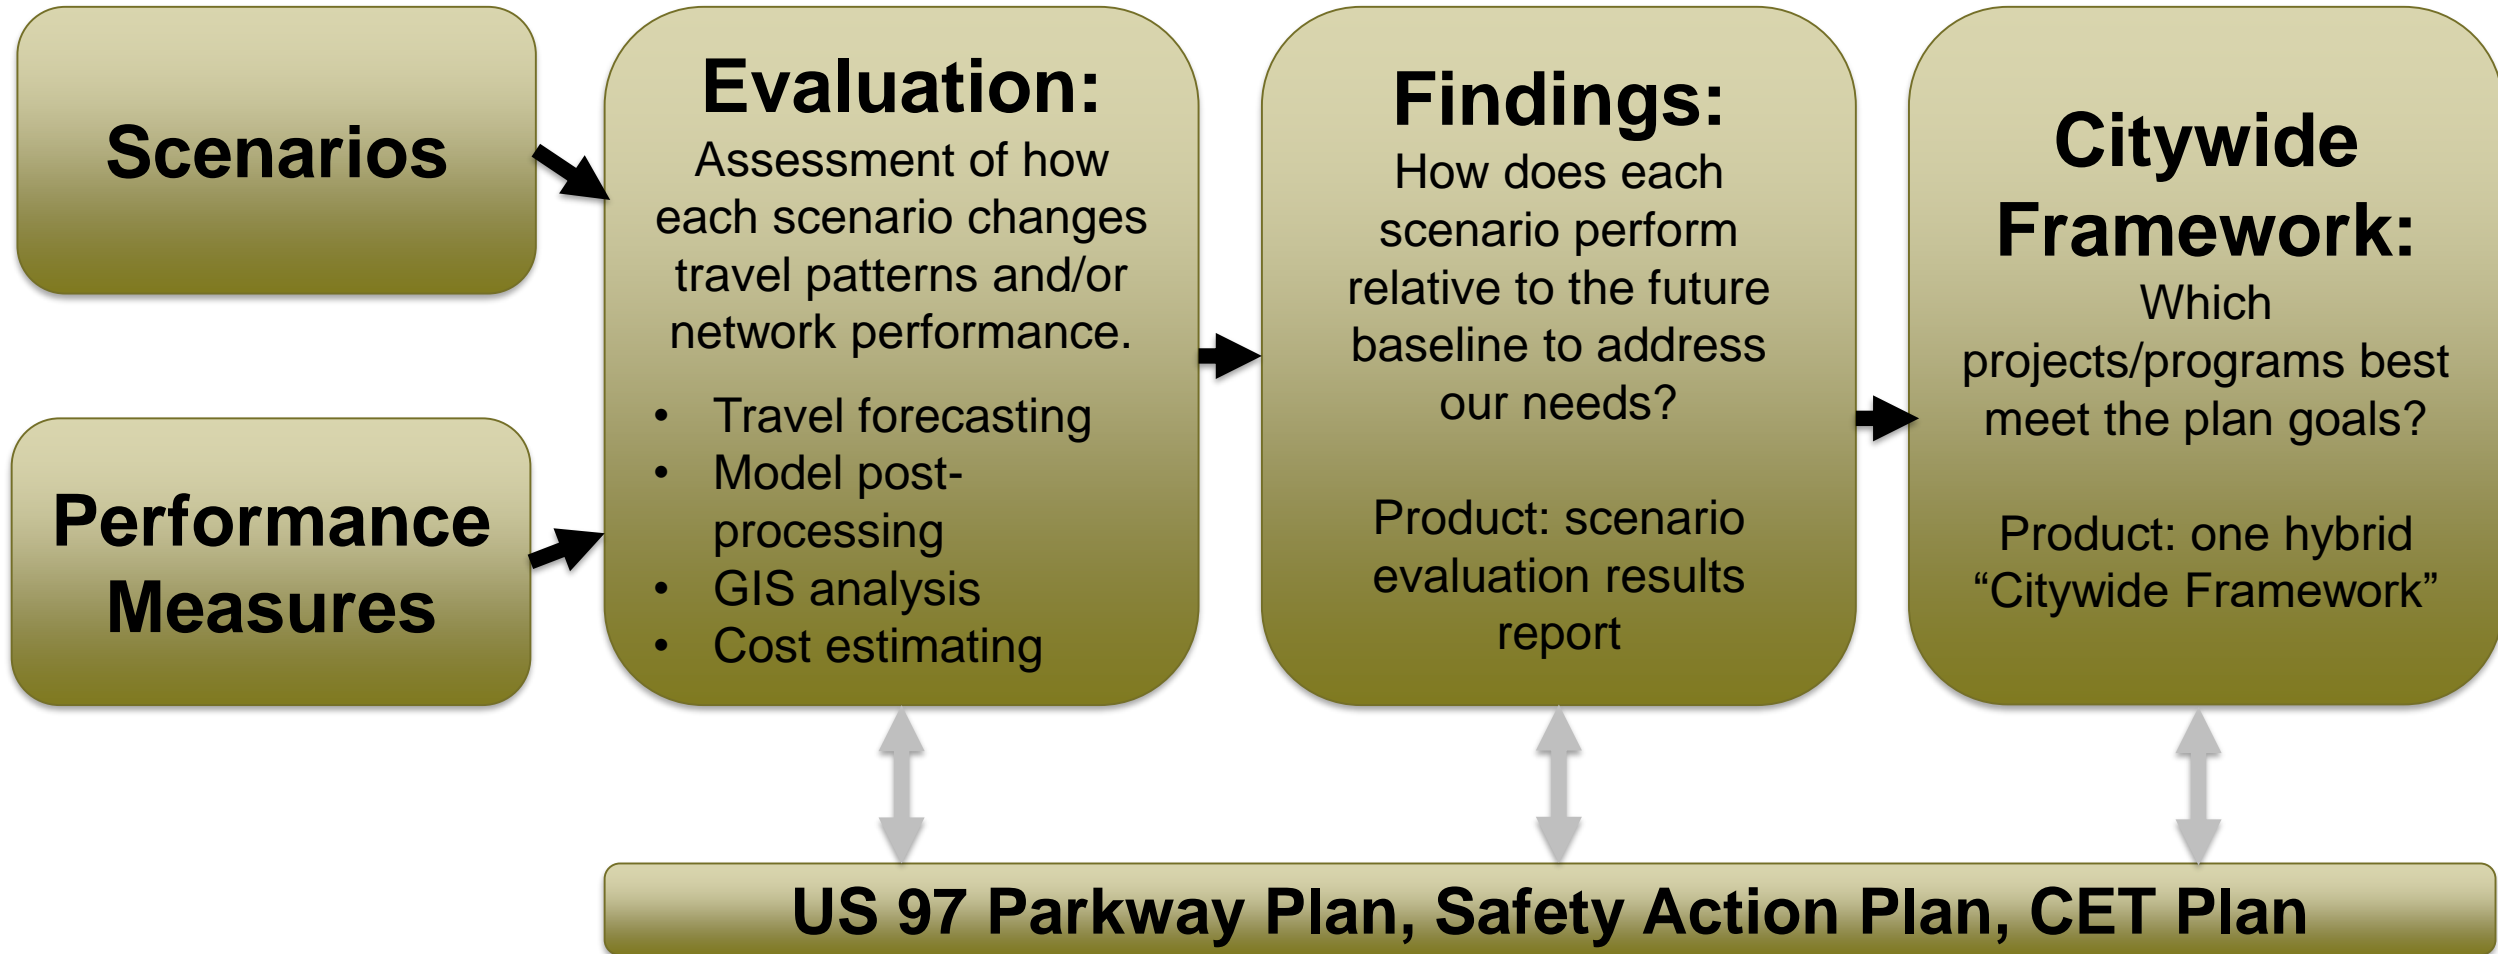 Scenarios
Performance
Measures
Evaluation:
Assessment of how
each scenario changes
travel patterns and/or
network performance.
• Travel forecasting
• Model post-
processing
• GIS analysis
• Cost estimating
Findings:
How does each
scenario perform
relative to the future
baseline to address
our needs?
Product: scenario
evaluation results
report
Citywide
Framework:
Which
projects/programs best
meet the plan goals?
Product: one hybrid
“Citywide Framework”
US 97 Parkway Plan, Safety Action Plan, CET Plan